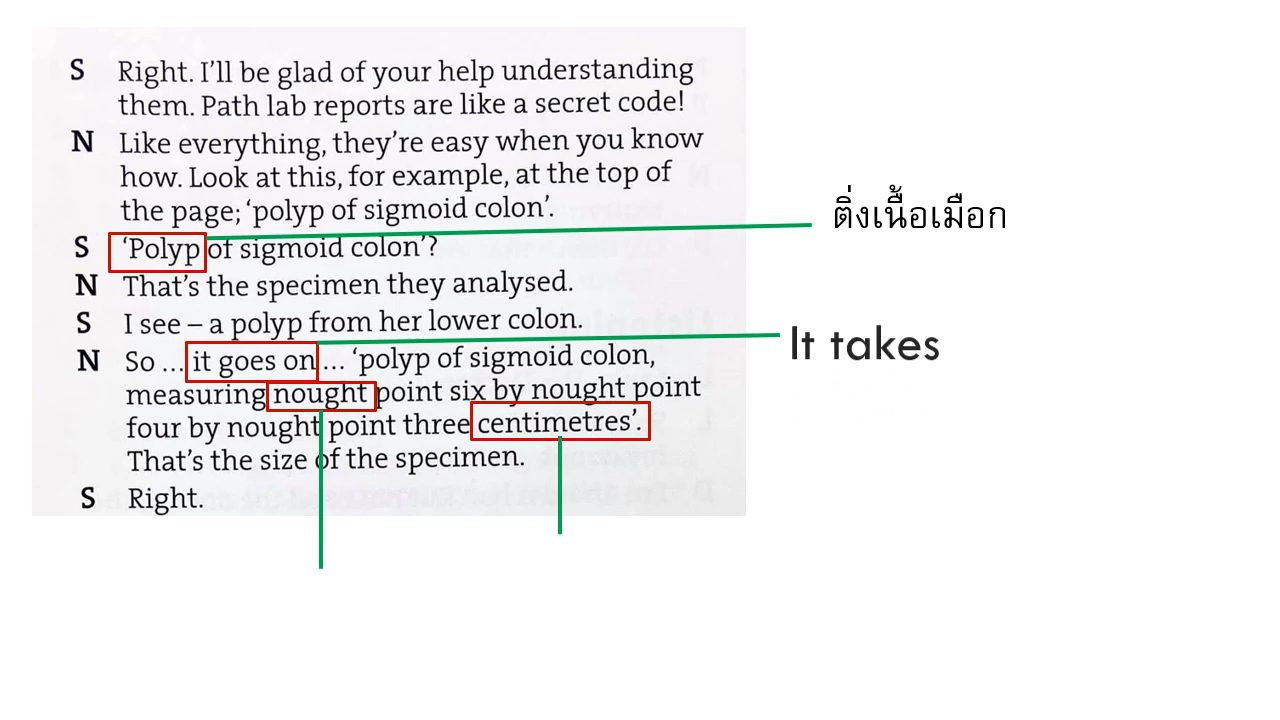 S Right. I'll be glad of your help understanding
them. Path lab reports are like a secret code!
N Like everything, they're easy when you know
how. Look at this, for example, at the top of
the page; ‘polyp of sigmoid colon’.
S ‘Polyp of sigmoid colon’?
N That's the specimen they analysed.
S I see – a polyp from her lower colon.
N So … it goes on … ‘polyp of sigmoid colon,
measuring nought point six by nought point
four by nought point three centimetres’.
That's the size of the specimen.
S Right.
ติ่งเนื้อเมือก
It takes